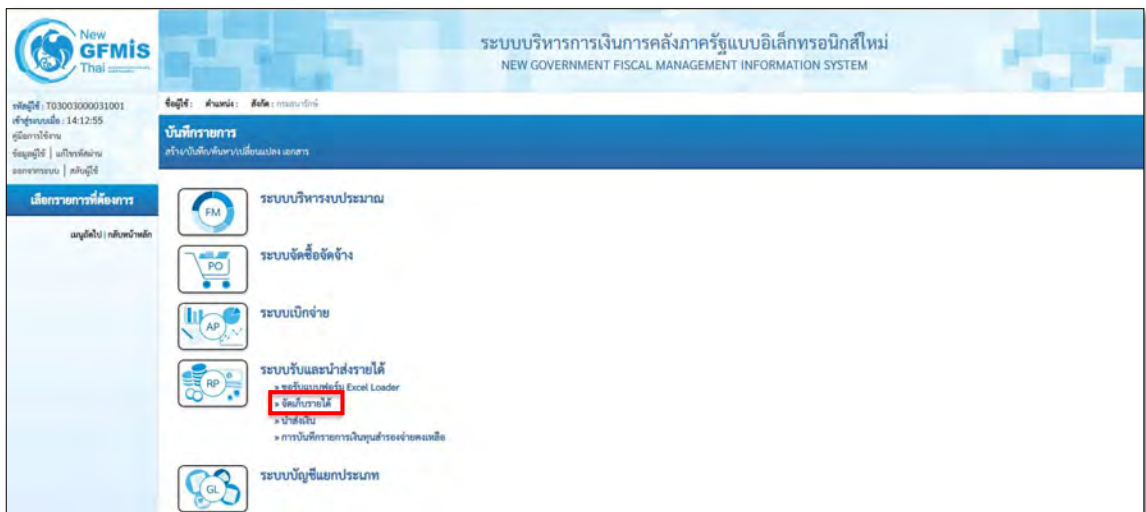 New
GFMIS
Thai
ระบบบริหารการเงินการคลังภาครัฐแบบอิเล็กทรอนิกส์ใหม่
NEW GOVERNMENT FISCAL MANAGEMENT INFORMATION SYSTEM
รหัสผู้ใช้ : T03003000031001
เข้าสู่ระบบเมื่อ : 14:12:55
คู่มือการใช้งาน
ข้อมูลผู้ใช้ | แก้ไขรหัสผ่าน
ออกจากระบบ | สลับผู้ใช้
เลือกรายการที่ต้องการ
เมนูถัดไป | กลับหน้าหลัก
ชื่อผู้ใช้ : ตำแหน่ง : สังกัด : กรมธนารักษ์
บันทึกรายการ
สร้าง/บันทึก/ค้นหา/เปลี่ยนแปลง เอกสาร
FM
ระบบบริหารงบประมาณ
PO
ระบบจัดซื้อจัดจ้าง
AP
ระบบเบิกจ่าย
RP
ระบบรับและนำส่งรายได้
» ขอรับแบบฟอร์ม Excel Loader
» จัดเก็บรายได้
» นำส่งเงิน
» การบันทึกรายการเงินทุนสำรองจ่ายคงเหลือ
GL
ระบบบัญชีแยกประเภท